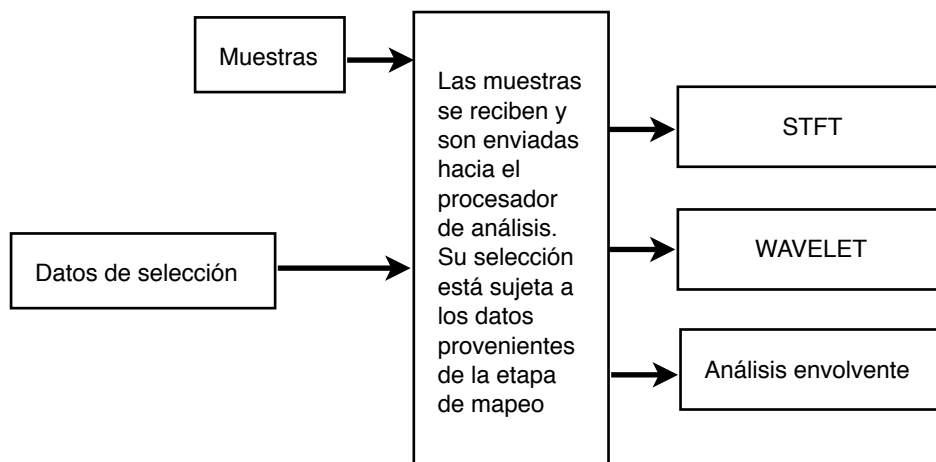 Muestras
Datos de selección
Las muestras
se reciben y
son enviadas
hacia el
procesador
de análisis.
Su selección
está sujeta a
los datos
provenientes
de la etapa
de mapeo
STFT
WAVELET
Análisis envolvente